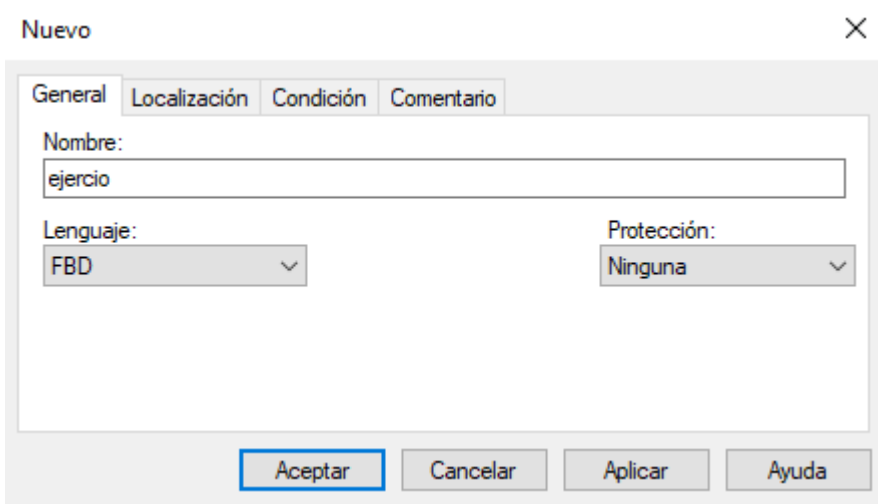 Nuevo
General Localización Condición Comentario
Nombre:
ejercio
Lenguaje: Protección:
FBD Ninguna
Aceptar Cancelar Aplicar Ayuda